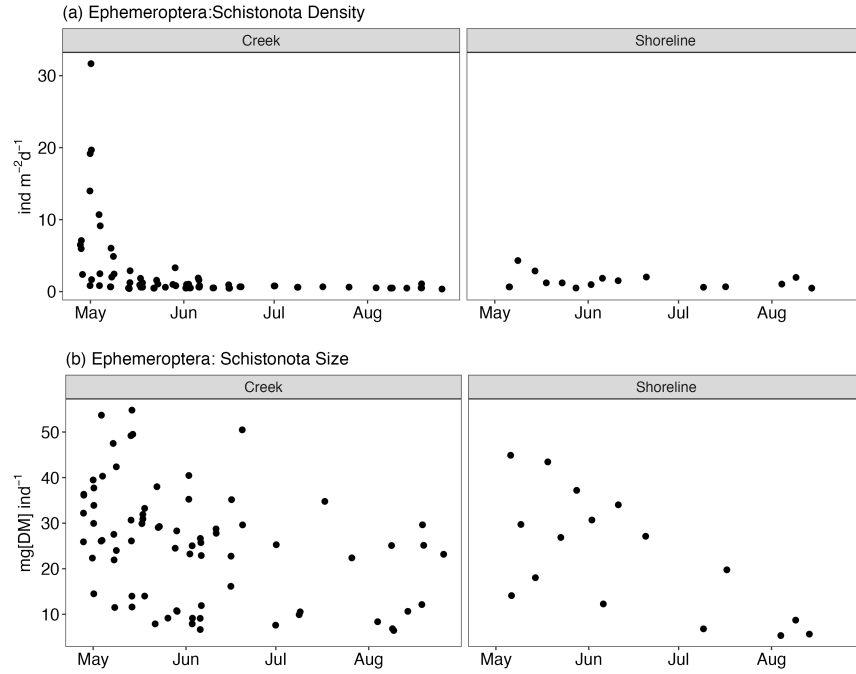 (a) Ephemeroptera:Schistonota Density
Creek
Shoreline
30
20
10
0
ind m⁻²d⁻¹
May Jun Jul Aug
May Jun Jul Aug
(b) Ephemeroptera: Schistonota Size
Creek
Shoreline
50
40
30
20
10
mg[DM] ind⁻¹
May Jun Jul Aug
May Jun Jul Aug